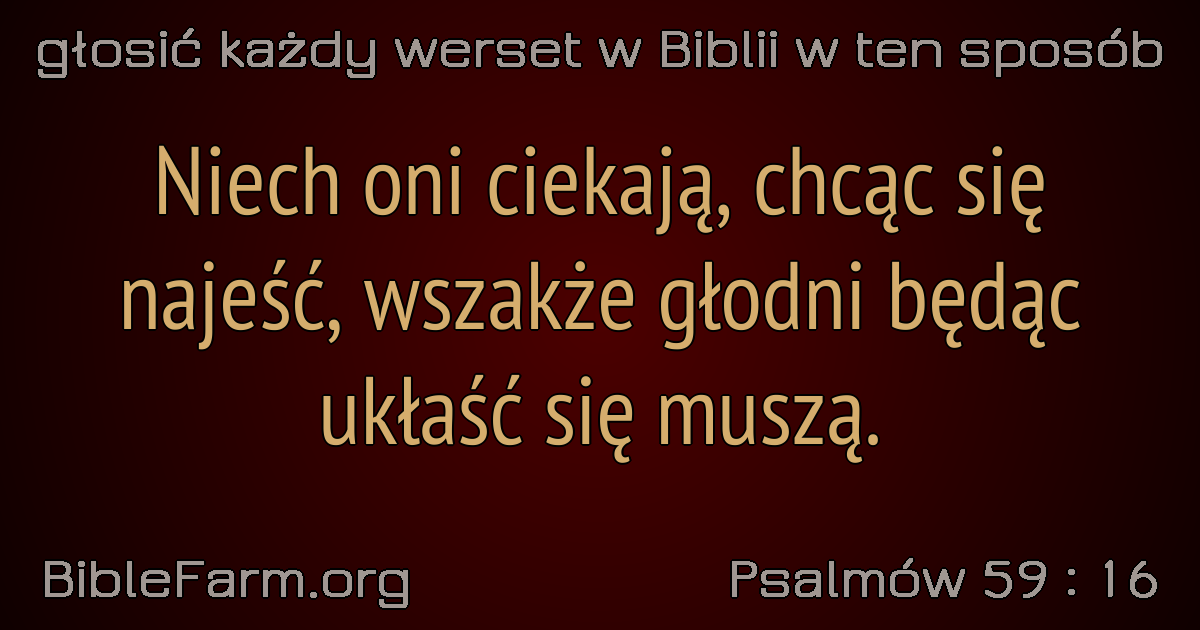 głosić każdy werset w Biblii w ten sposób
Niech oni ciekają, chcąc się
najeść, wszakże głodni będąc
ukłaść się muszą.
BibleFarm.org
Psalmów 59 : 16